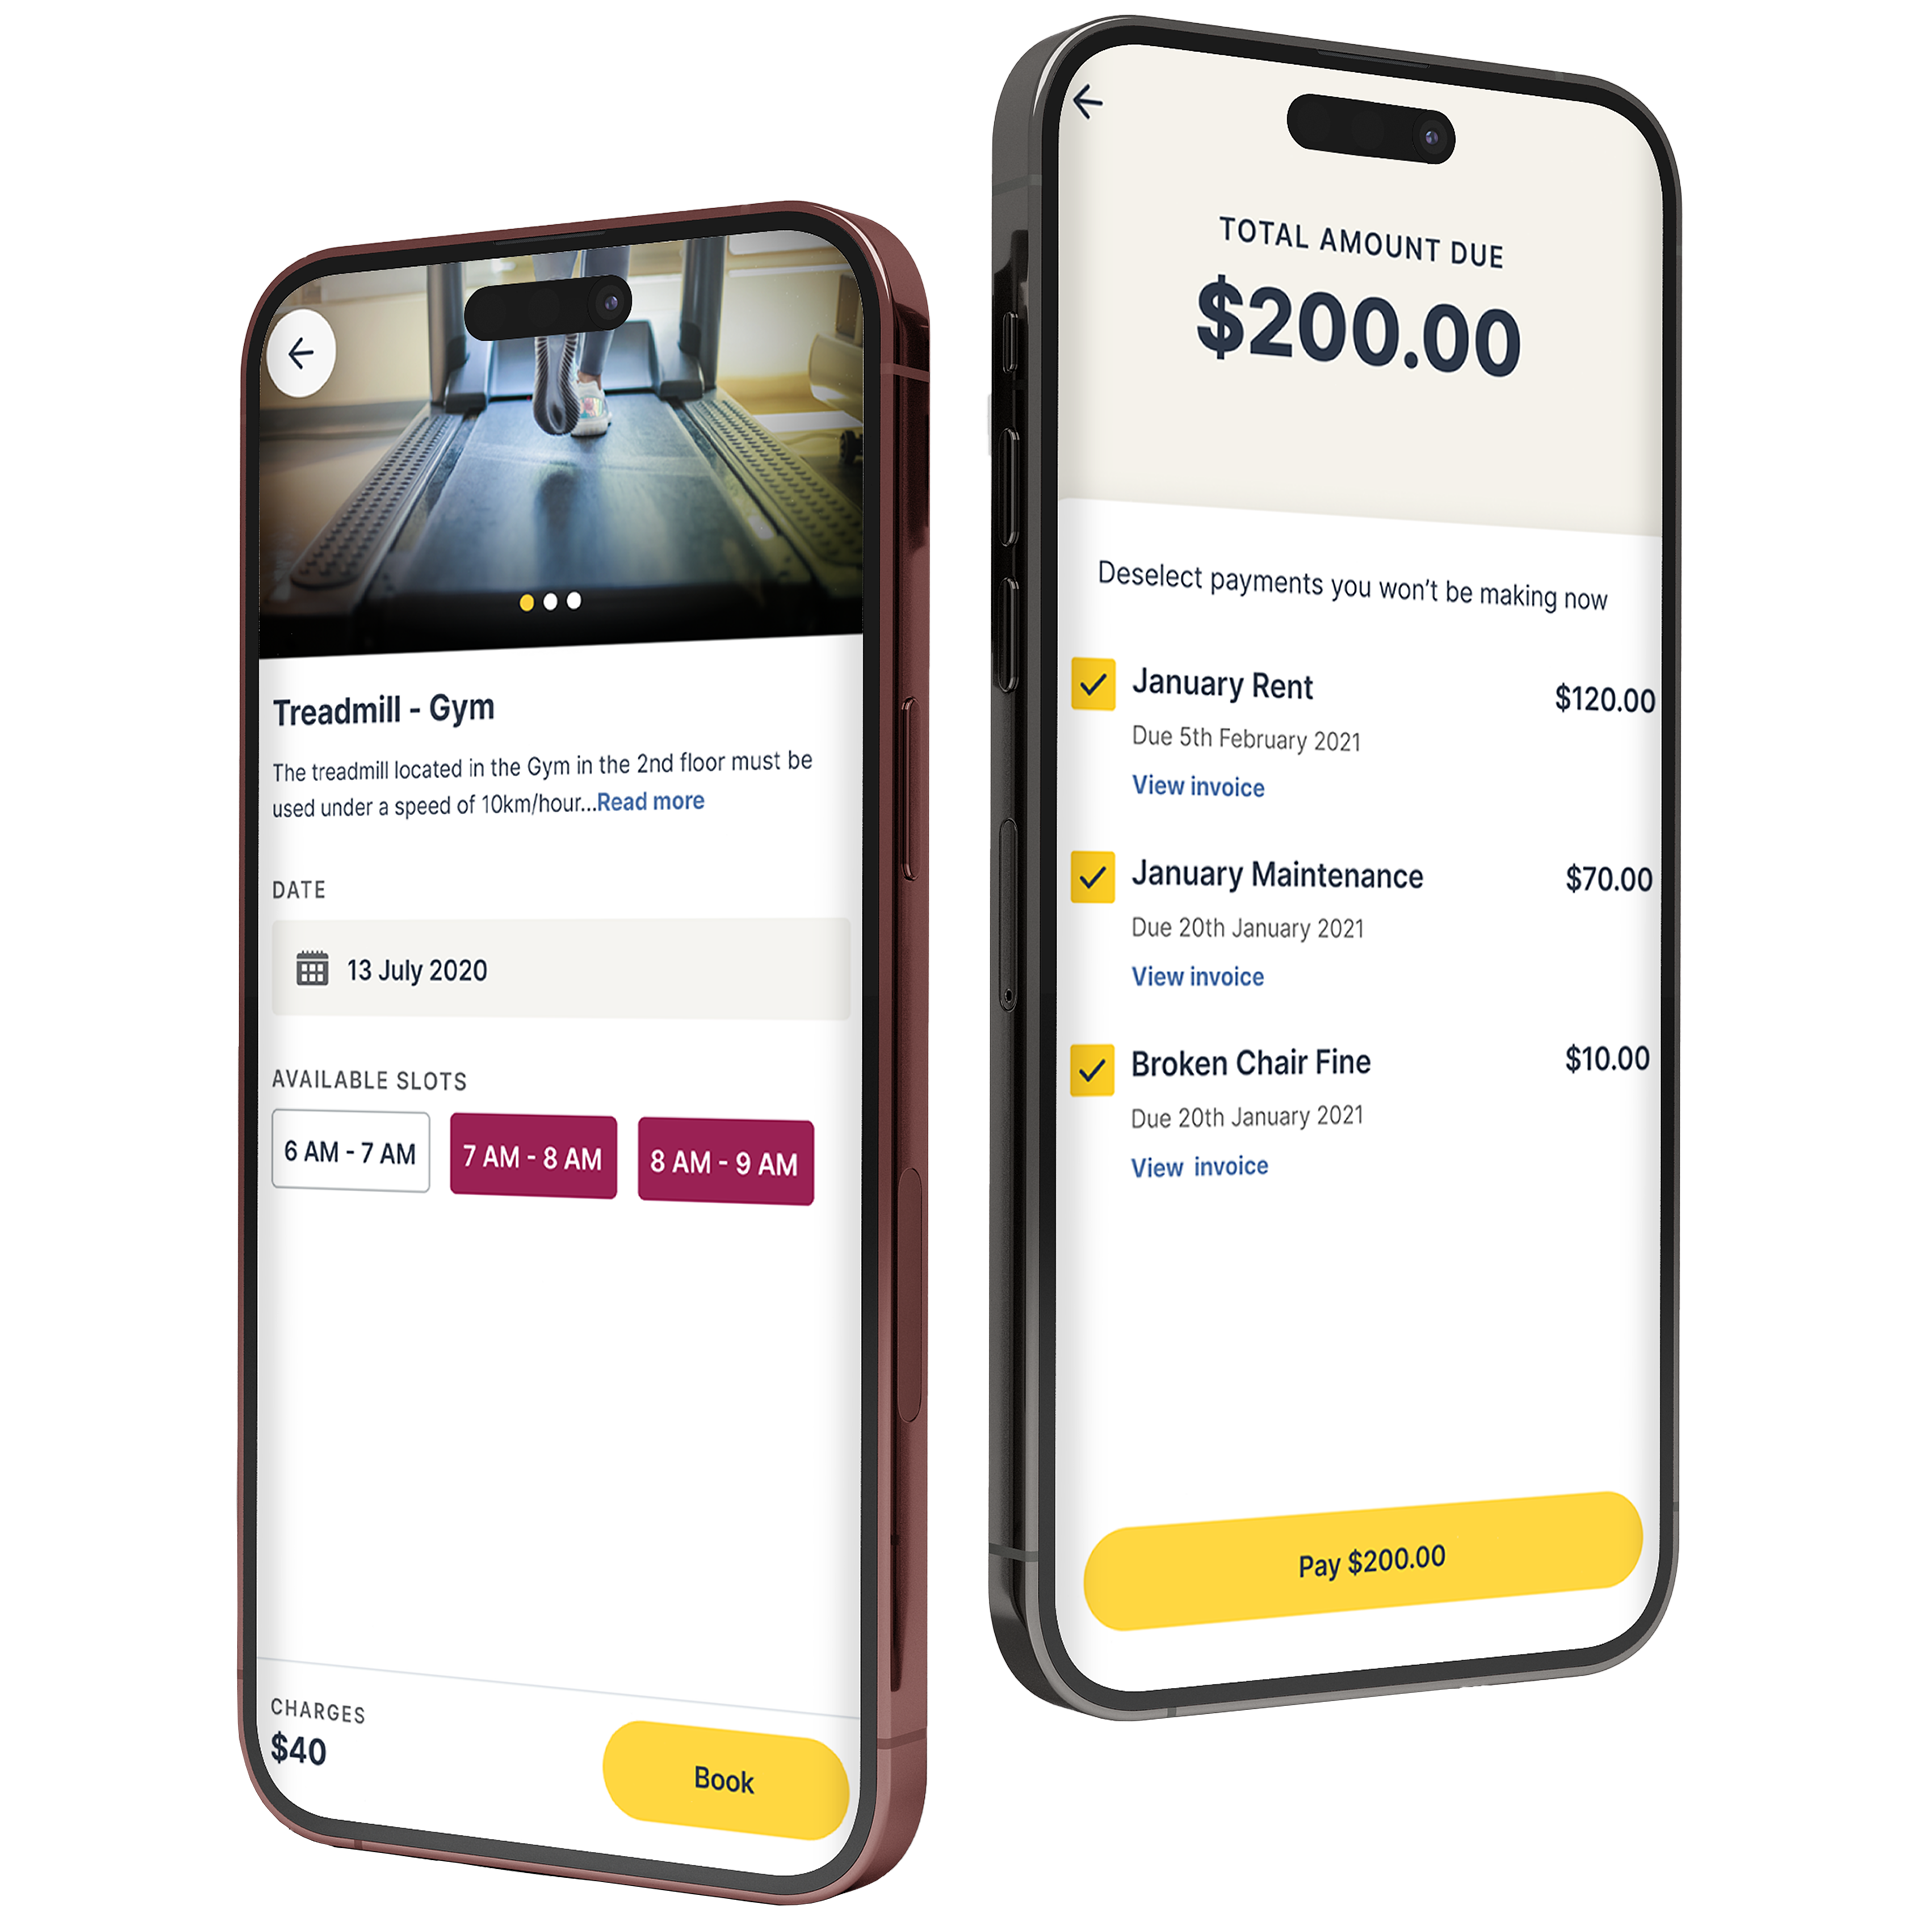 Treadmill - Gym
The treadmill located in the Gym in the 2nd floor must be
used under a speed of 10km/hour...Read more
DATE
13 July 2020
AVAILABLE SLOTS
6 AM - 7 AM
7 AM - 8 AM
8 AM - 9 AM
CHARGES
$40
Book
TOTAL AMOUNT DUE
$200.00
Deselect payments you won't be making now
January Rent
$120.00
Due 5th February 2021
View invoice
January Maintenance
$70.00
Due 20th January 2021
View invoice
Broken Chair Fine
$10.00
Due 20th January 2021
View invoice
Pay $200.00